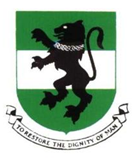 TO RESTORE THE DIGNITY OF MAN